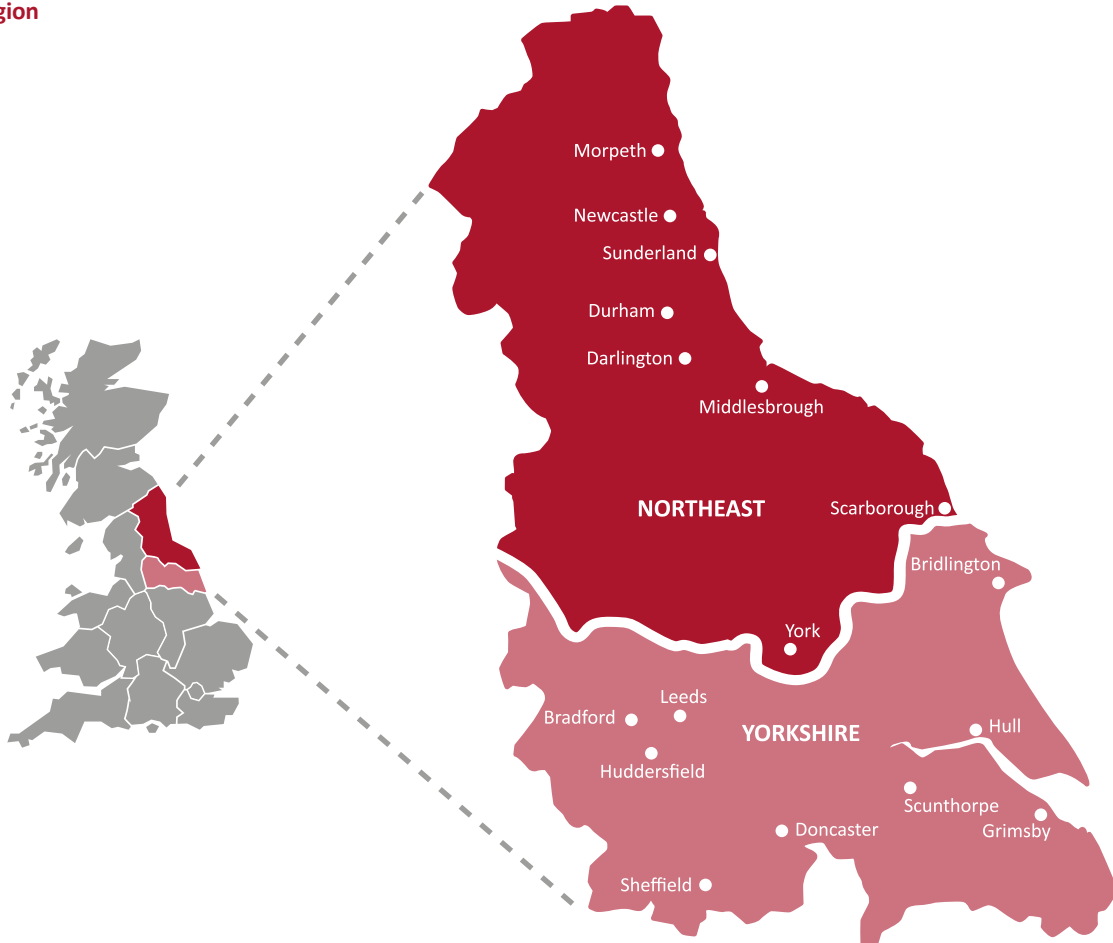 gion
Morpeth
Newcastle
Sunderland
Durham
Darlington
Middlesbrough
NORTHEAST
Scarborough
Bridlington
York
Leeds
Bradford
YORKSHIRE
Hull
Huddersfield
Scunthorpe
Grimsby
Doncaster
Sheffield